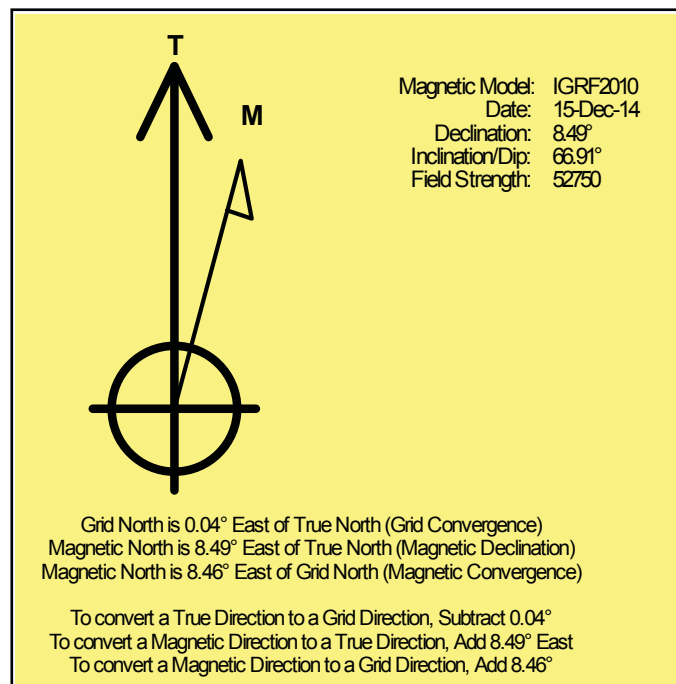 T
M
Magnetic Model: IGRF2010
Date: 15-Dec-14
Declination: 8.49°
Inclination/Dip: 66.91°
Field Strength: 52750
Grid North is 0.04° East of True North (Grid Convergence)
Magnetic North is 8.49° East of True North (Magnetic Declination)
Magnetic North is 8.46° East of Grid North (Magnetic Convergence)
To convert a True Direction to a Grid Direction, Subtract 0.04°
To convert a Magnetic Direction to a True Direction, Add 8.49° East
To convert a Magnetic Direction to a Grid Direction, Add 8.46°